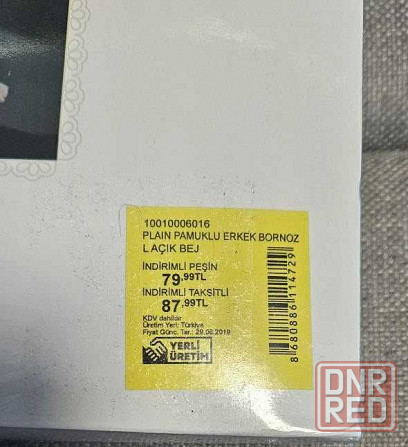 10010006016
PLAIN PAMUKLU ERKEK BORNOZ
L AÇIK BEJ
İNDİRİMLİ PEŞİN
79,99TL
İNDİRİMLİ TAKSİTLİ
87,99TL
KDV dahildir
Üretim Yeri: Türkiye
Fiyat Günc. Tar.: 29.08.2019
YERLİ
ÜRETİM
8680886114729
DNR
RED